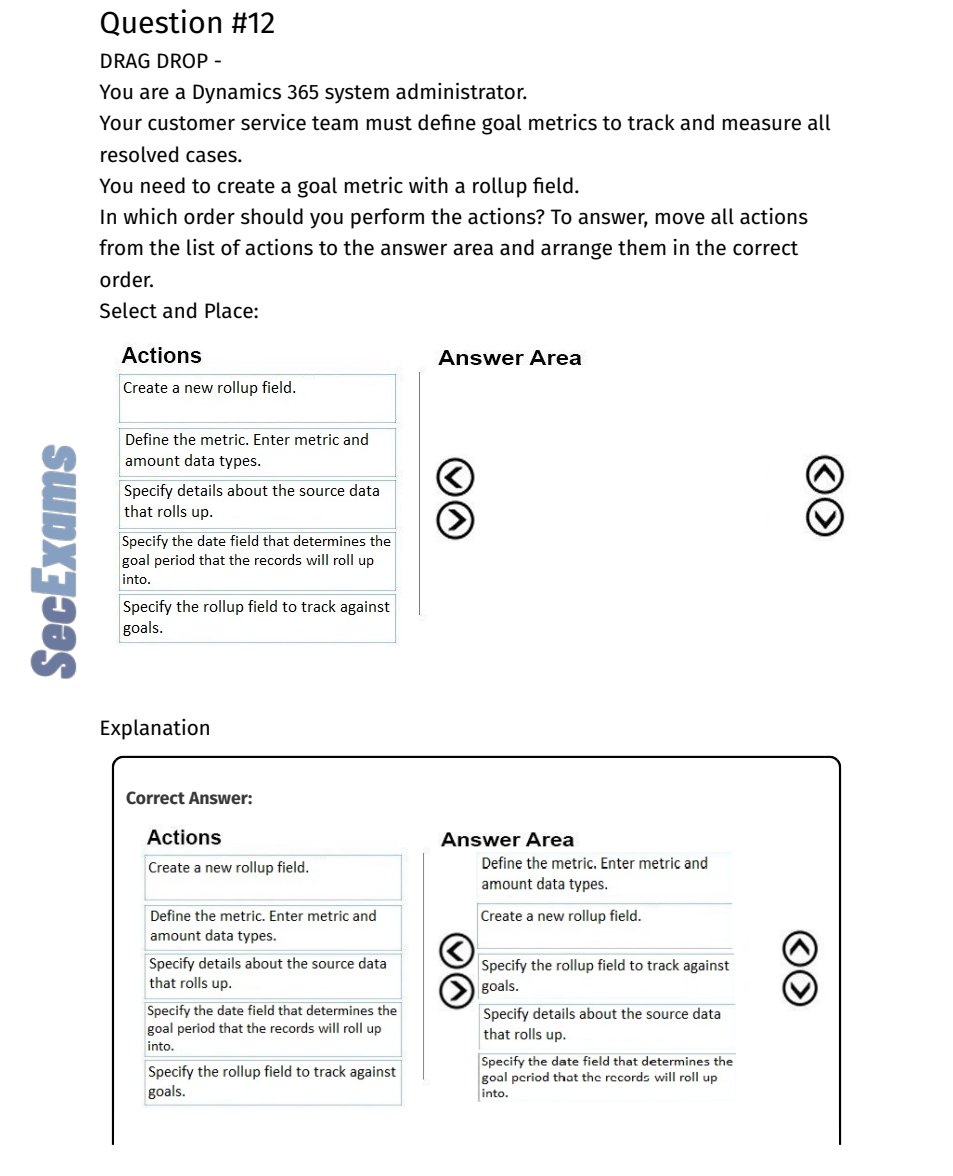 Question #12
DRAG DROP -
You are a Dynamics 365 system administrator.
Your customer service team must define goal metrics to track and measure all
resolved cases.
You need to create a goal metric with a rollup field.
In which order should you perform the actions? To answer, move all actions
from the list of actions to the answer area and arrange them in the correct
order.
Select and Place:
Actions
Create a new rollup field.
Define the metric. Enter metric and
amount data types.
Specify details about the source data
that rolls up.
Specify the date field that determines the
goal period that the records will roll up
into.
Specify the rollup field to track against
goals.
Answer Area
SecExams
Explanation
Correct Answer:
Actions
Create a new rollup field.
Define the metric. Enter metric and
amount data types.
Specify details about the source data
that rolls up.
Specify the date field that determines the
goal period that the records will roll up
into.
Specify the rollup field to track against
goals.
Answer Area
Define the metric. Enter metric and
amount data types.
Create a new rollup field.
Specify the rollup field to track against
goals.
Specify details about the source data
that rolls up.
Specify the date field that determines the
goal period that the records will roll up
into.